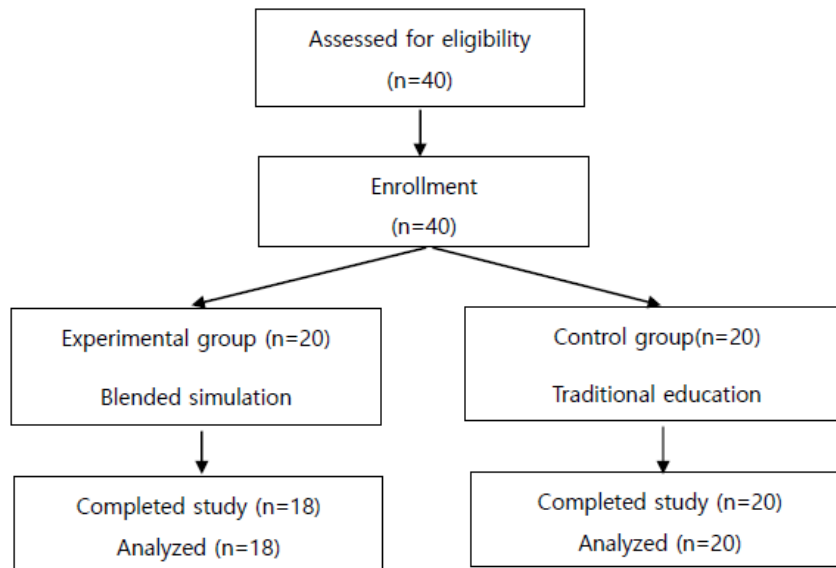 Assessed for eligibility
(n=40)
Enrollment
(n=40)
Experimental group (n=20)
Blended simulation
Control group(n=20)
Traditional education
Completed study (n=18)
Analyzed (n=18)
Completed study (n=20)
Analyzed (n=20)